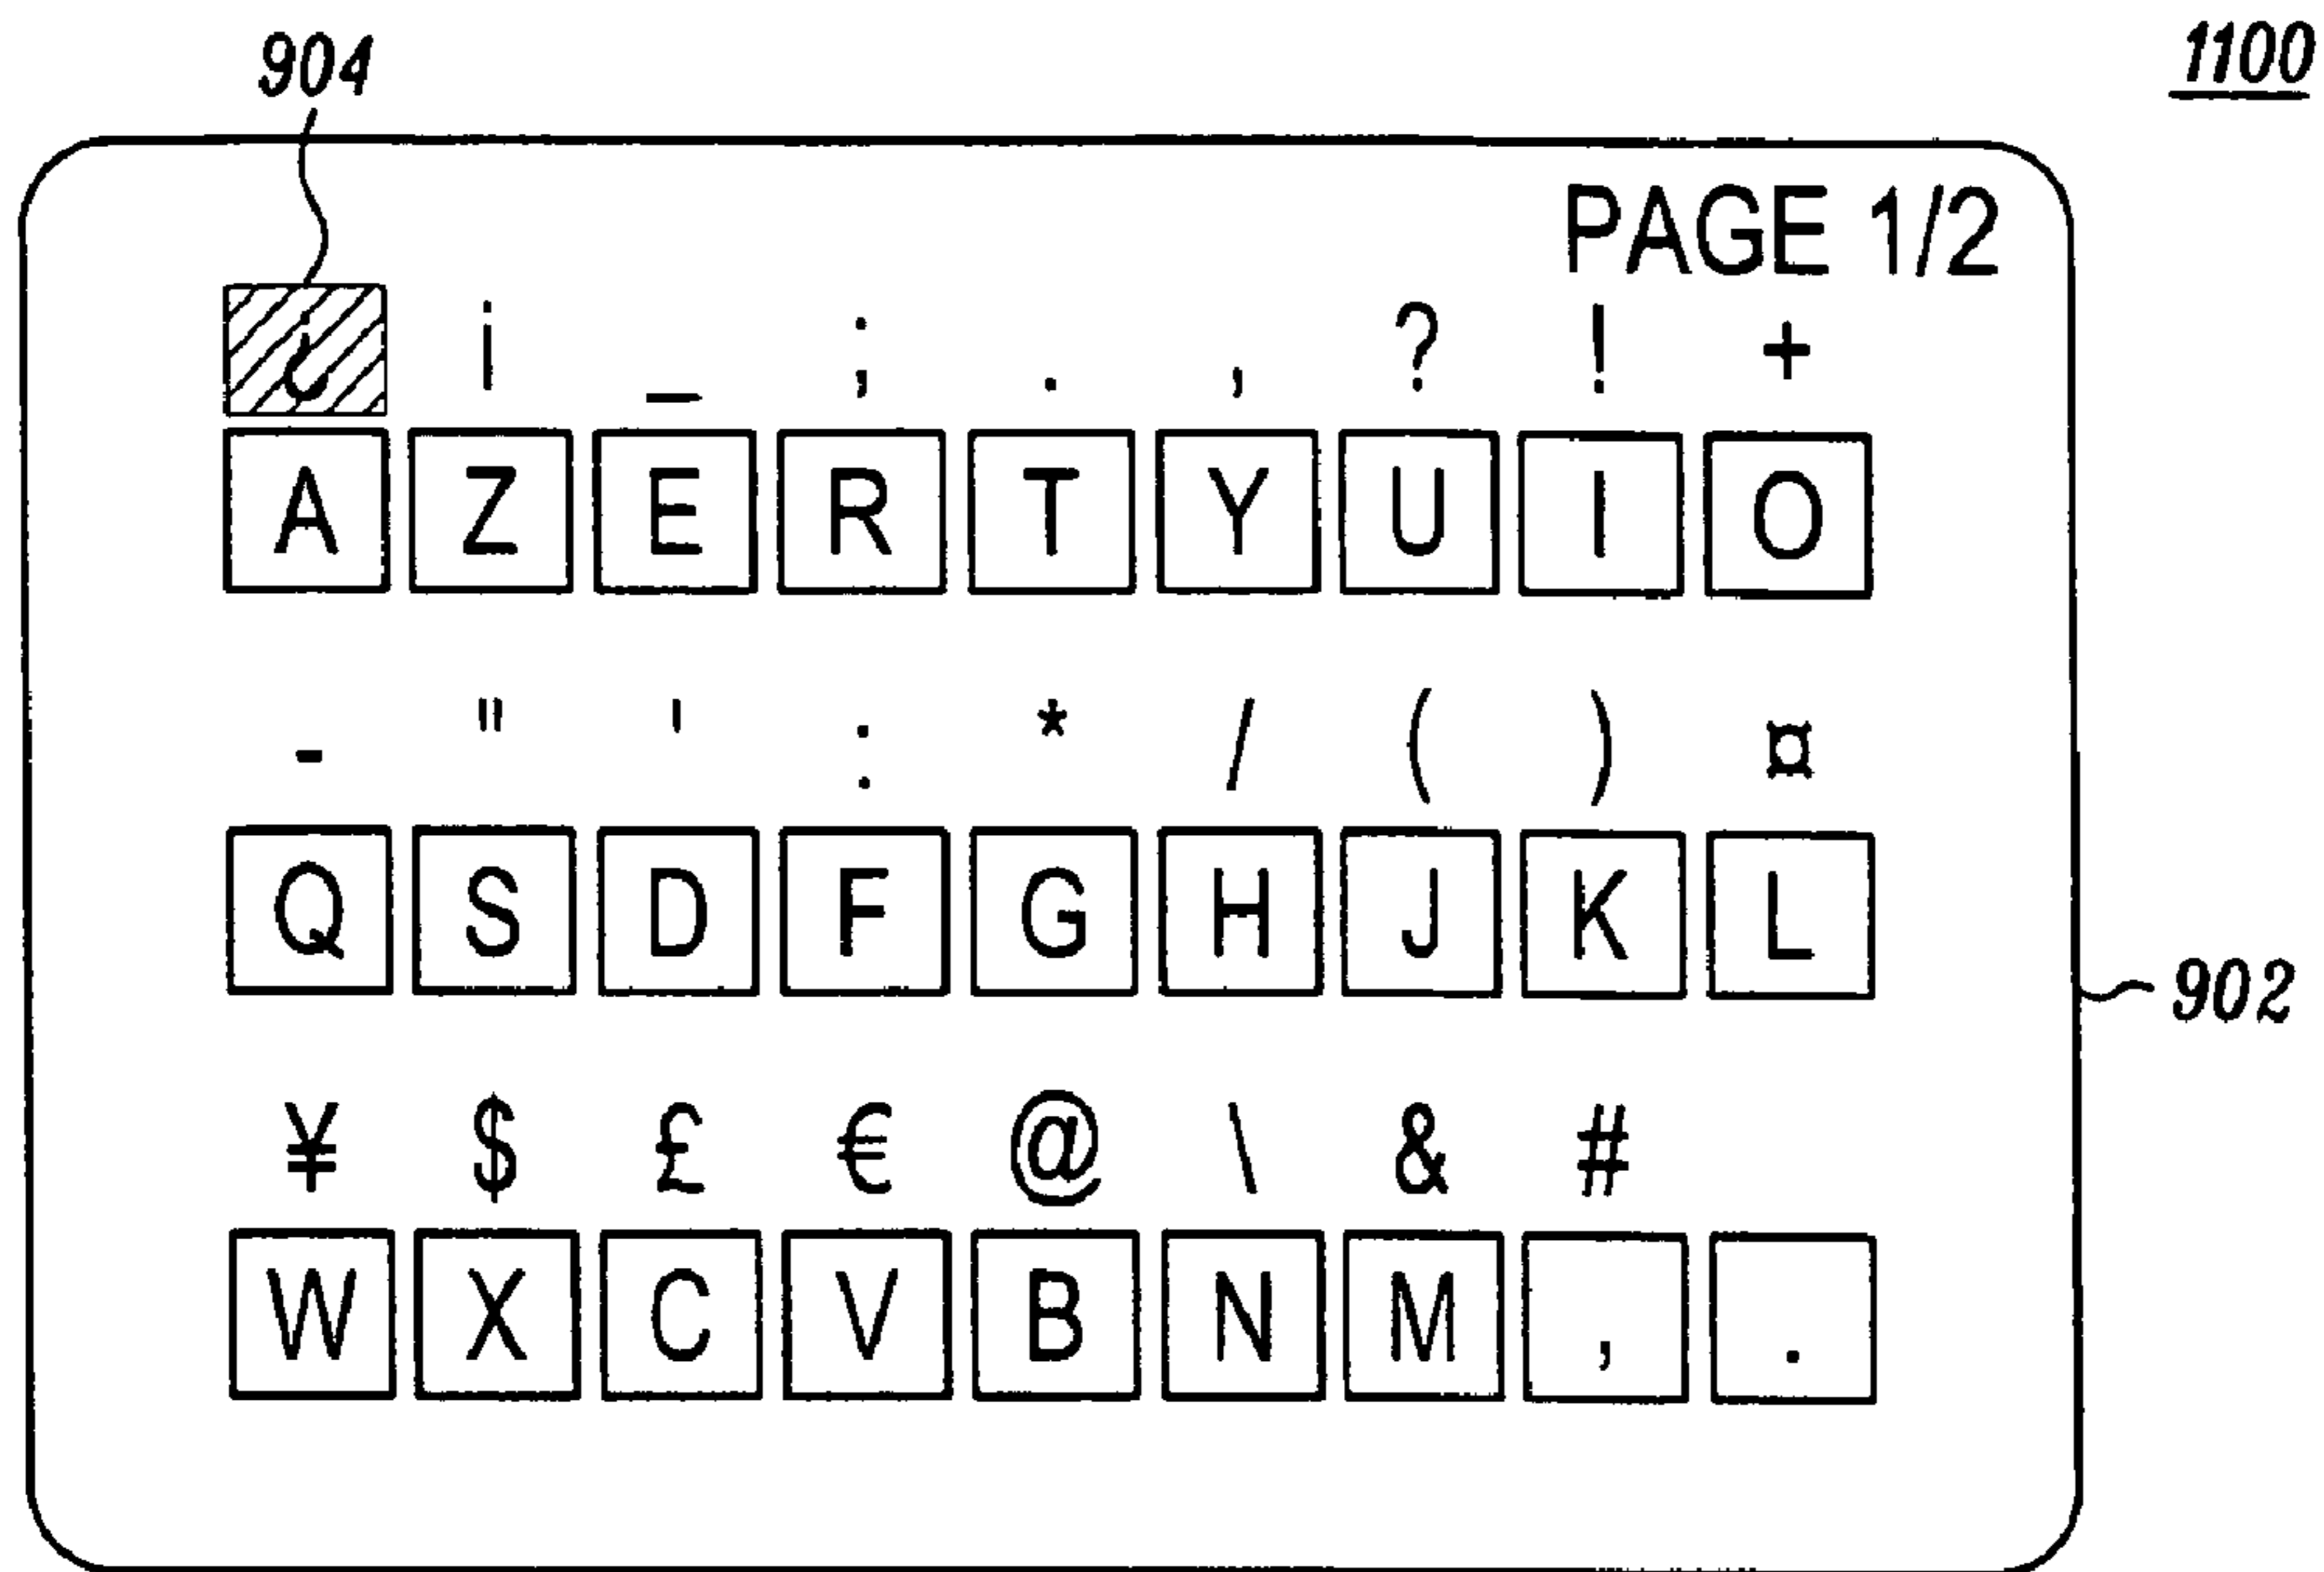 904
1100
PAGE 1/2
¿ ¡ _ ; . , ? ! +
A Z E R T Y U I O
- " ' : * / ( ) ¤
Q S D F G H J K L
902
¥ $ £ € @ \ & #
W X C V B N M , .